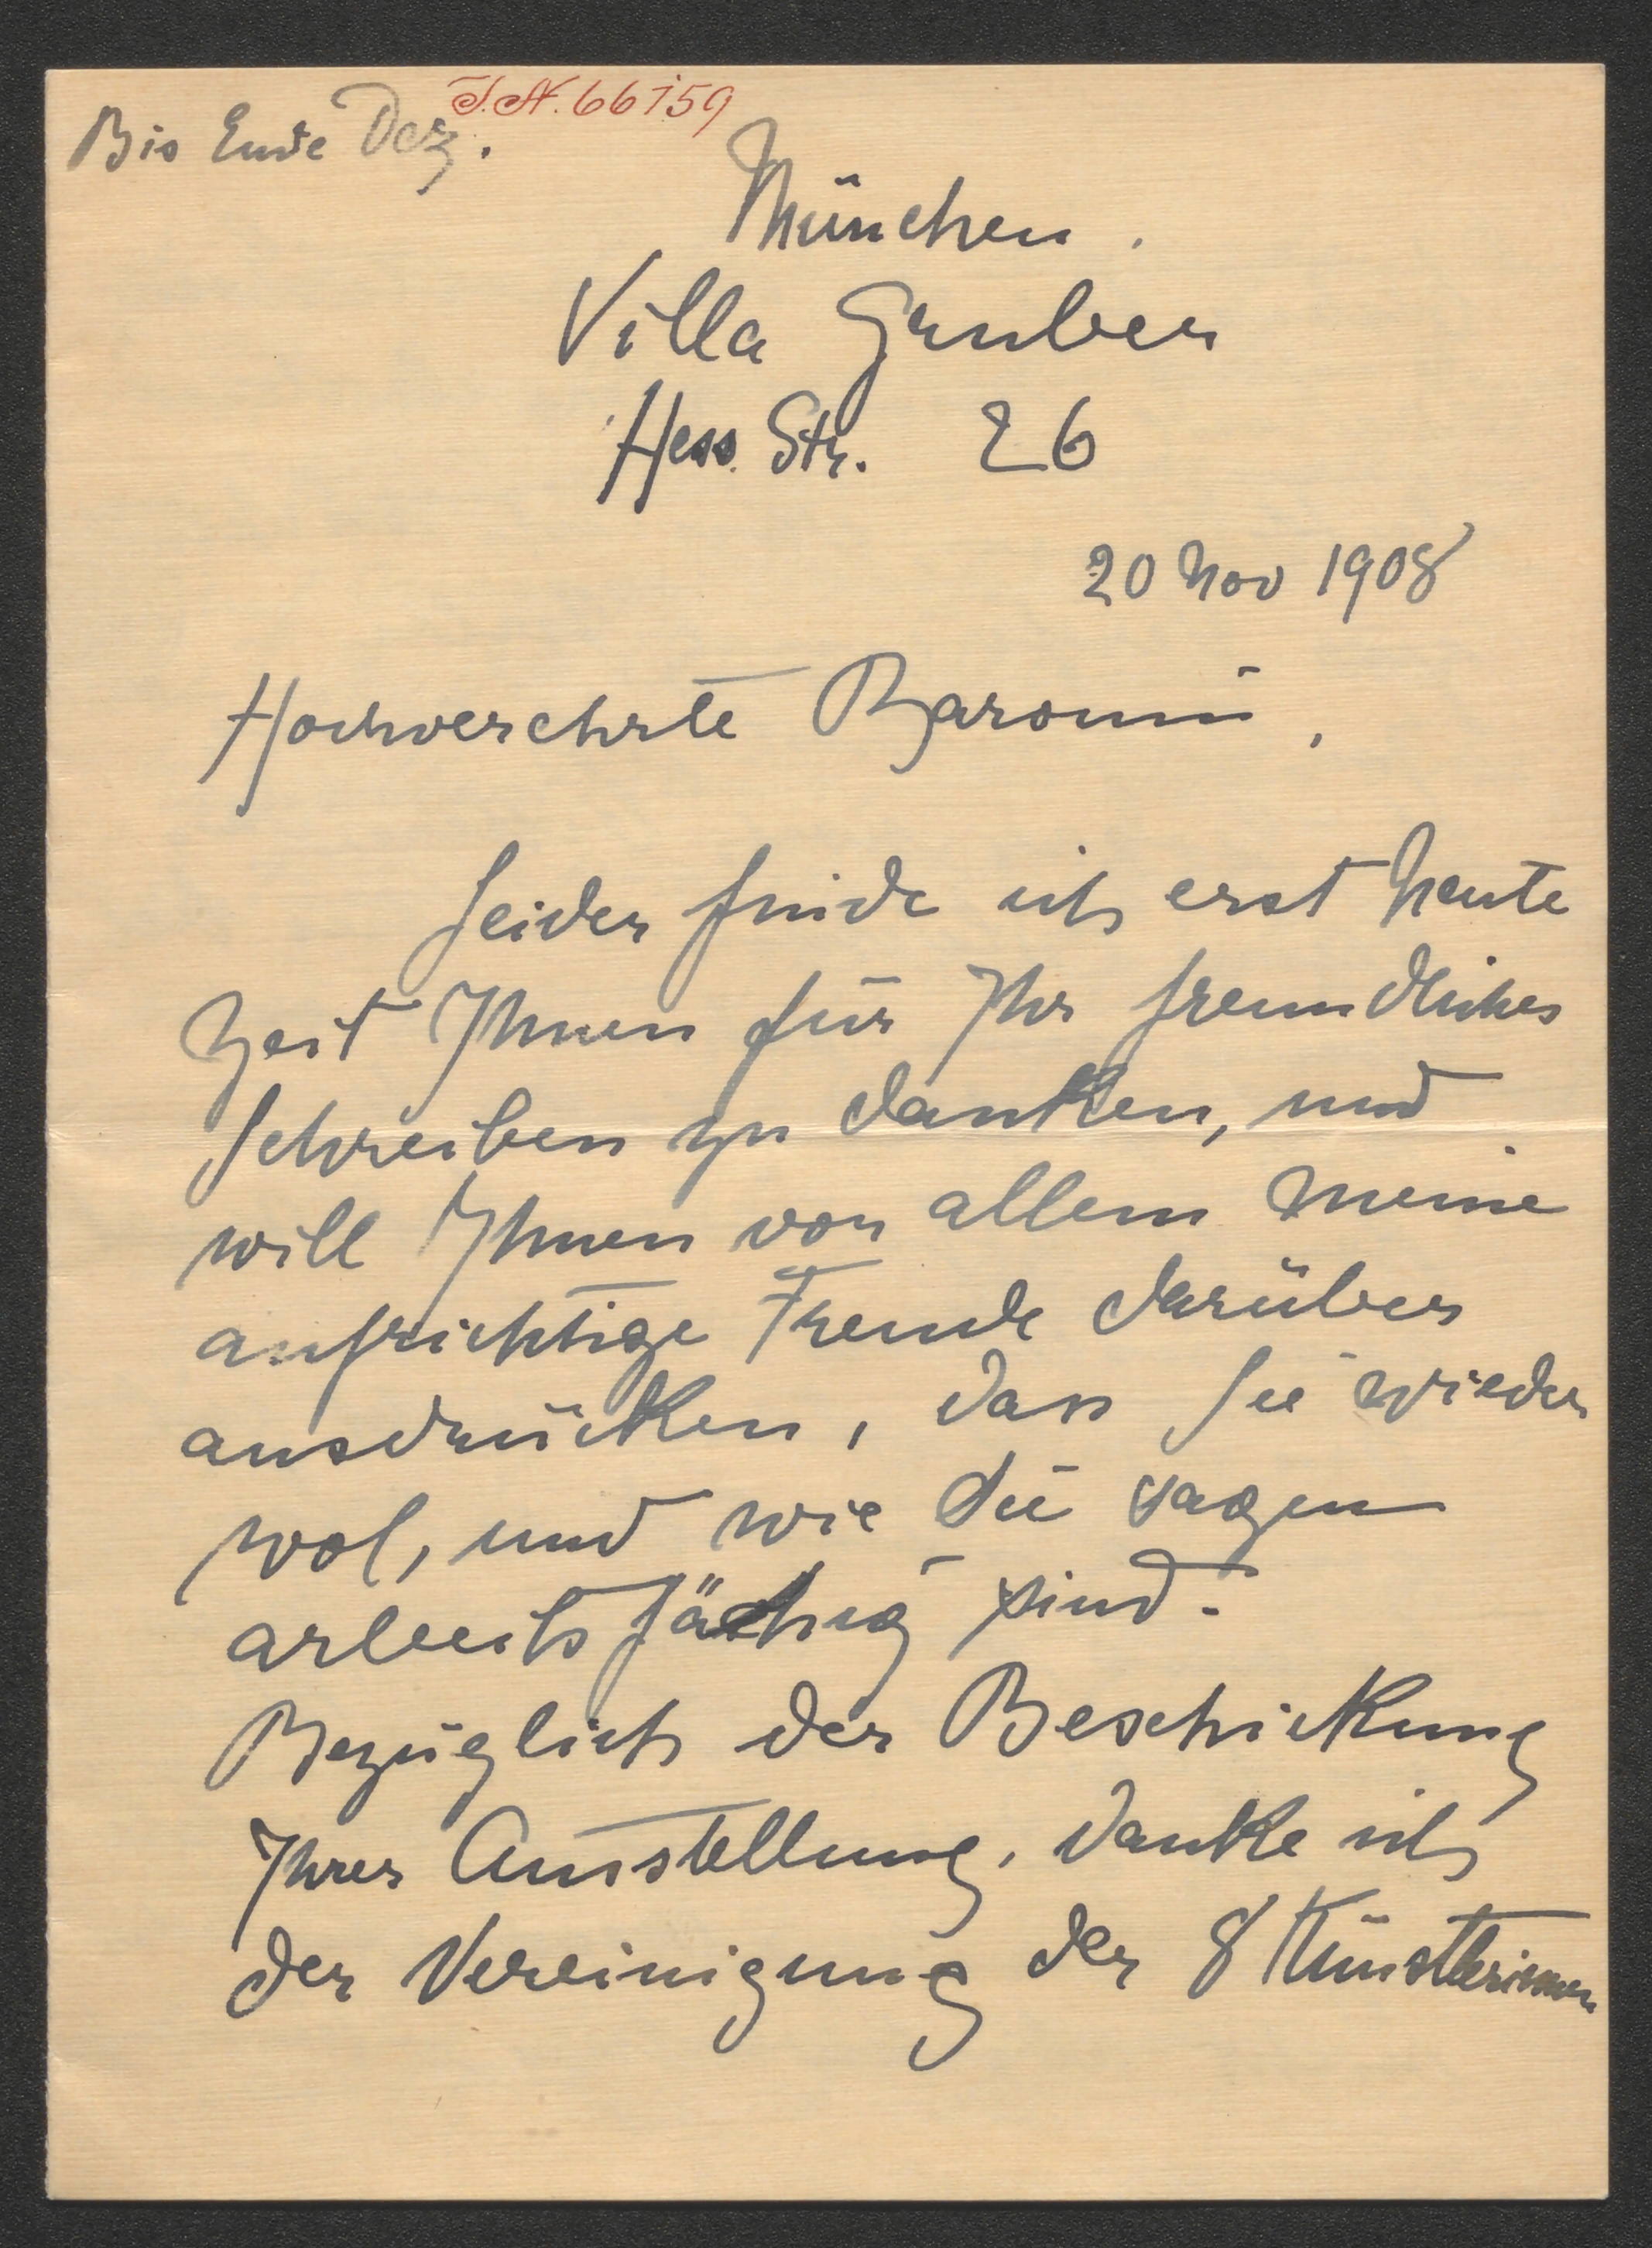 Bis Ende Dez.
J.N. 66159
München.
Villa Gruber
Hess. Str. 26
20 Nov 1908
Hochverehrte Baronin,
Leider finde ich erst heute
Zeit Ihnen für Ihr freundliches
Schreiben zu danken, und
will Ihnen vor allem meine
aufrichtige Freude darüber
ausdrücken, dass Sie wieder
wol, und wie Sie sagen
arbeitsfähig sind.
Bezüglich der Beschickung
Ihrer Ausstellung, danke ich
der Vereinigung der 8 Künstlerinnen